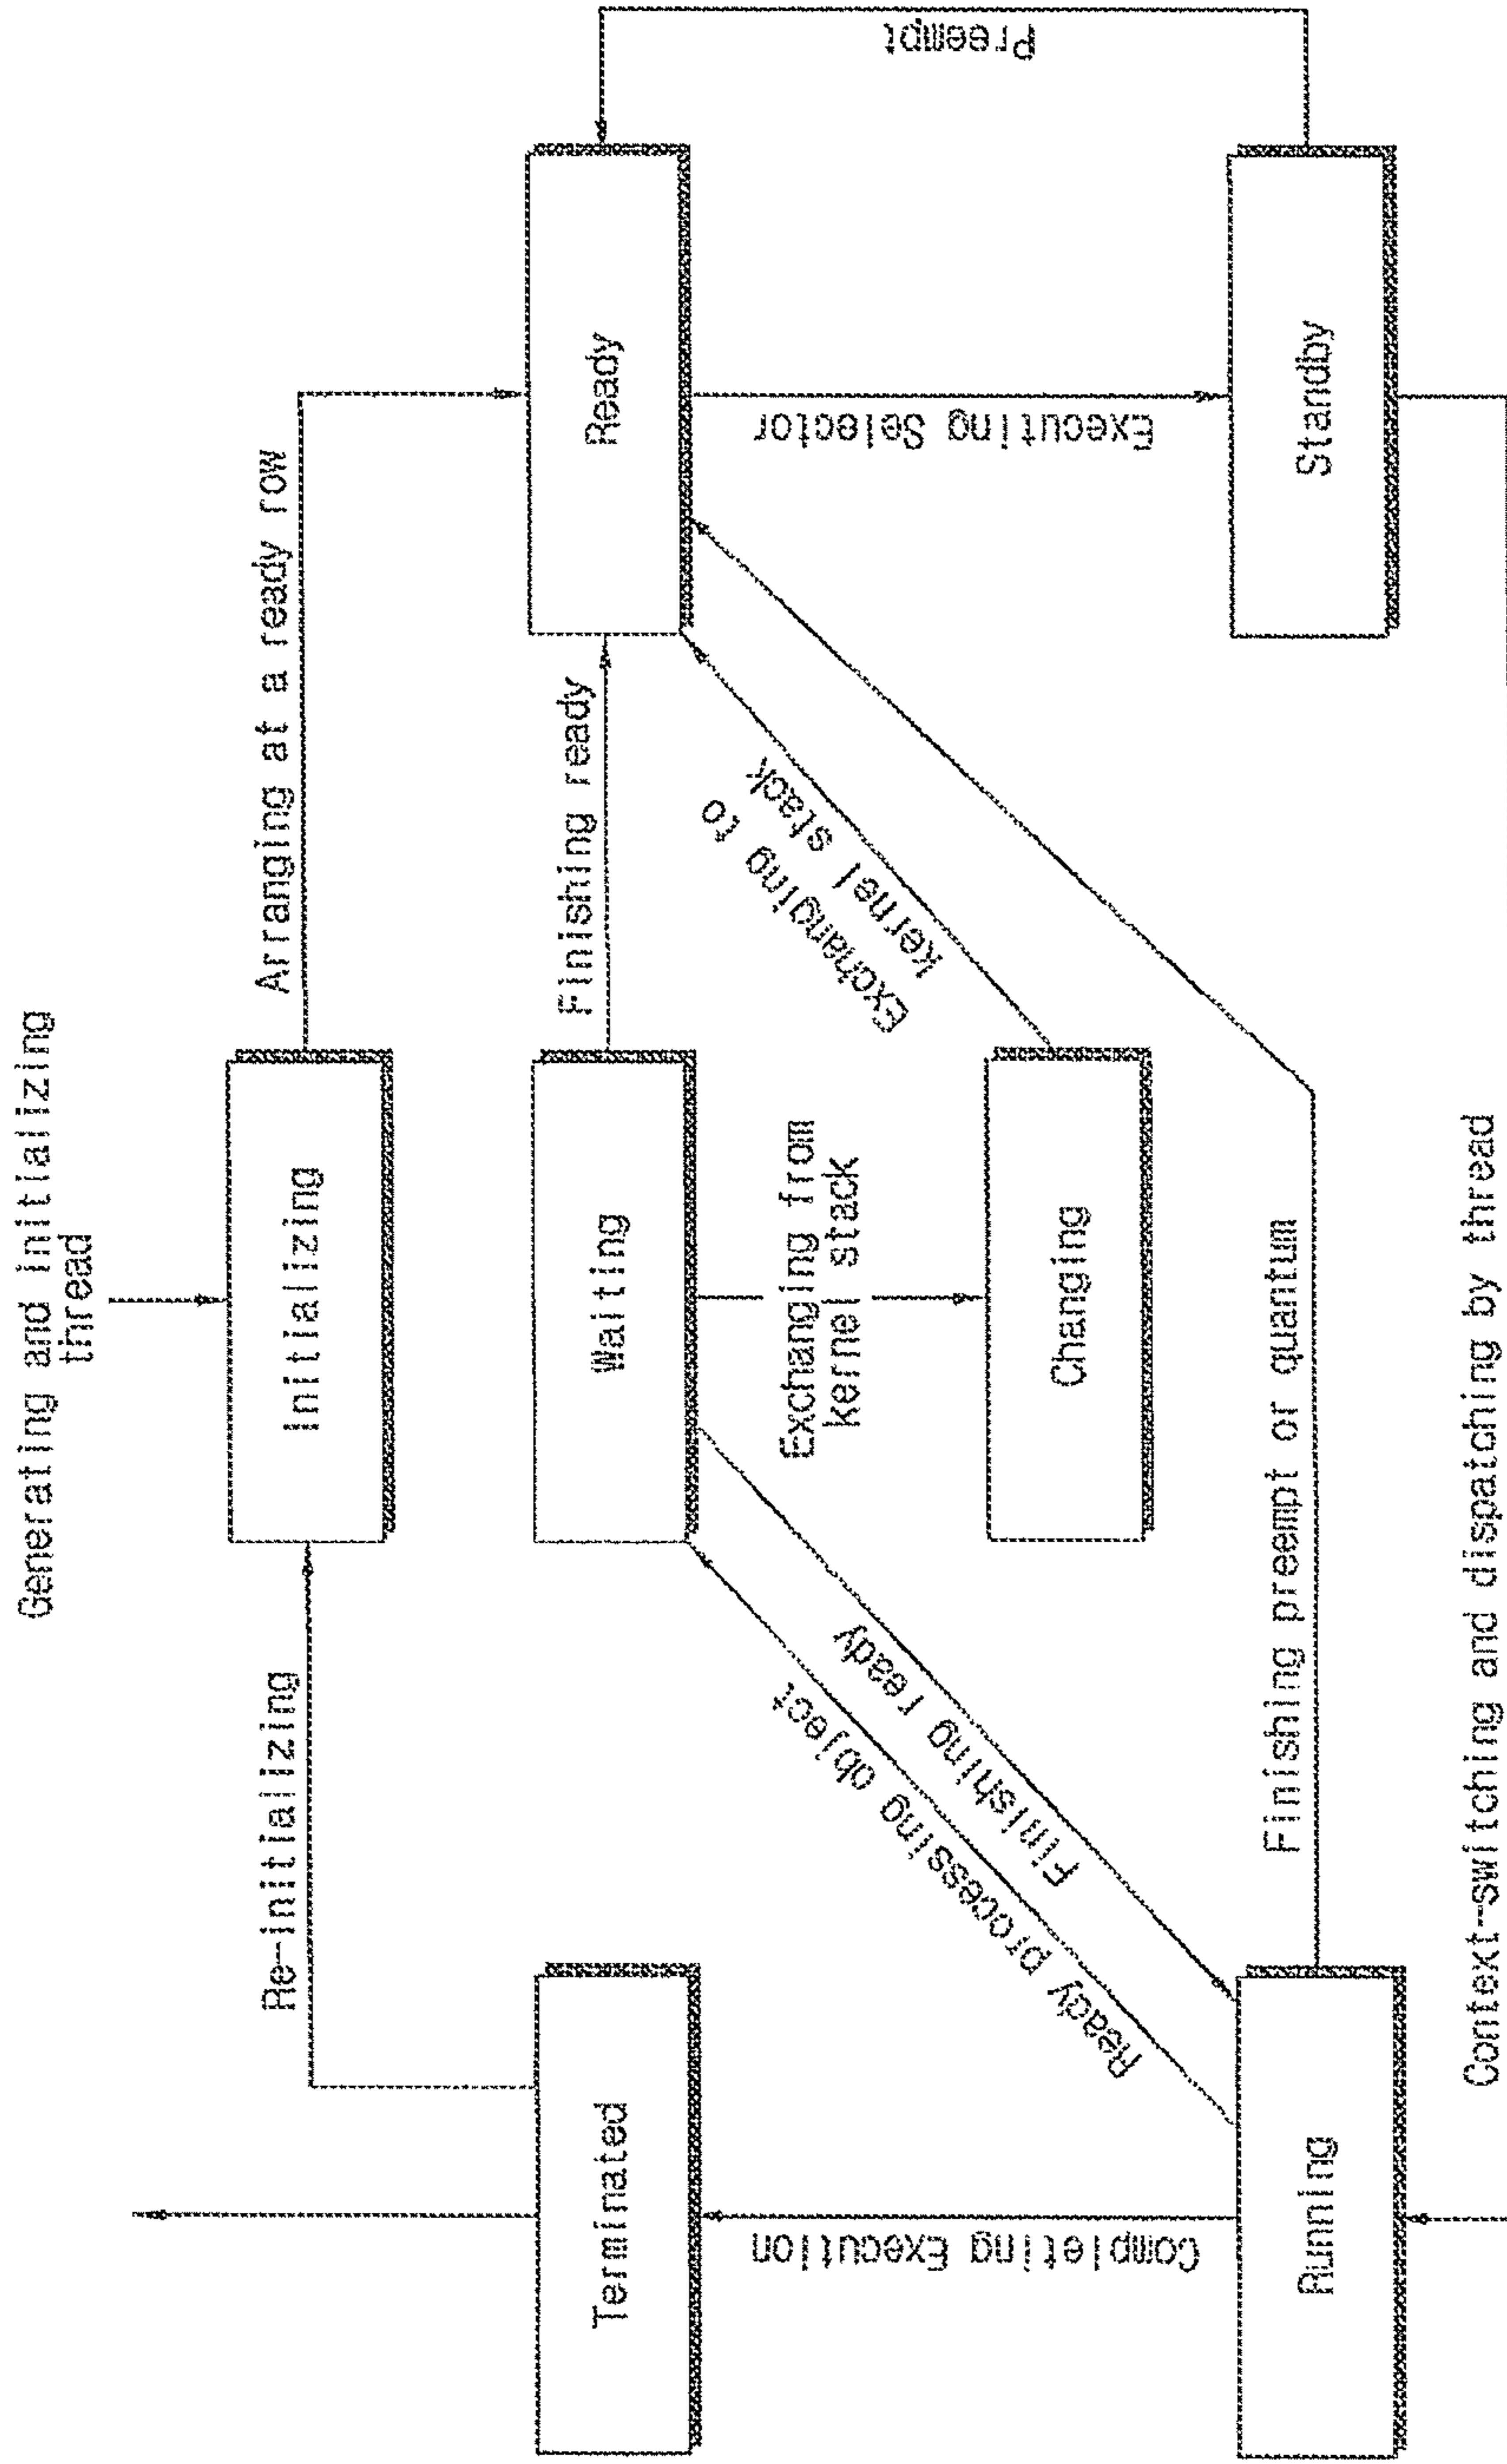 Generating and initializing
thread
Re-initializing
Initializing
Arranging at a ready row
Terminated
Waiting
Finishing ready
Ready
Preempt
Completing Execution
Ready processing object
Finishing ready
Exchanging from
kernel stack
Exchanging to
kernel stack
Executing Selector
Changing
Running
Finishing preempt or quantum
Standby
Context-switching and dispatching by thread